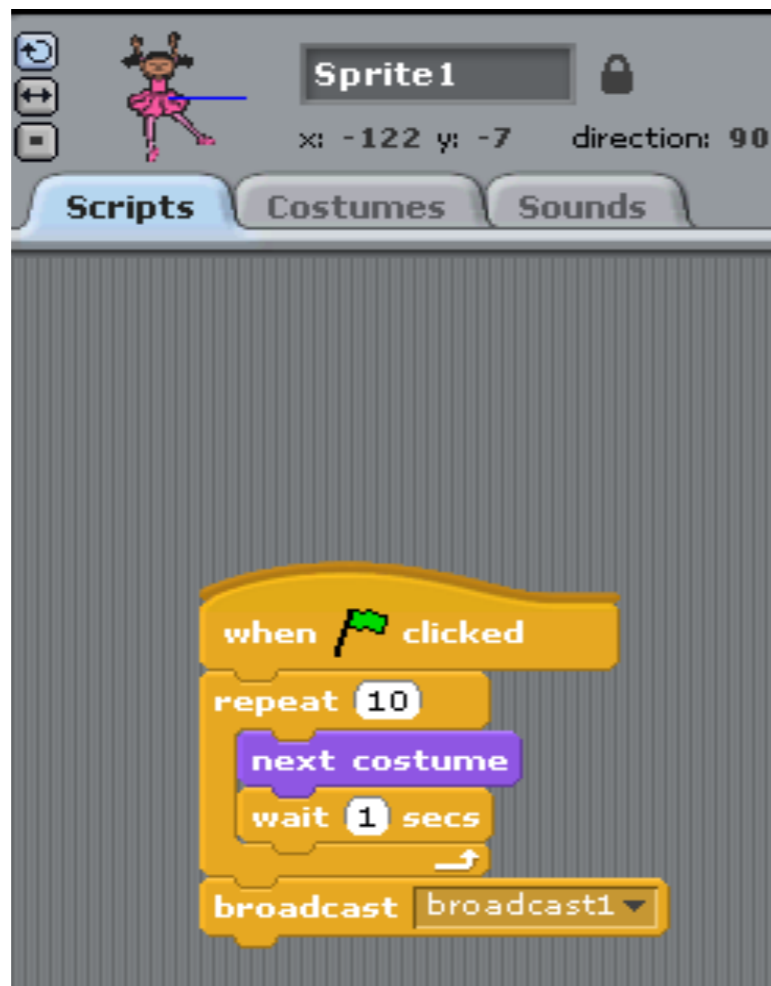 Sprite1
x: -122 y: -7 direction: 90
Scripts Costumes Sounds
when clicked
repeat 10
next costume
wait 1 secs
broadcast broadcast1